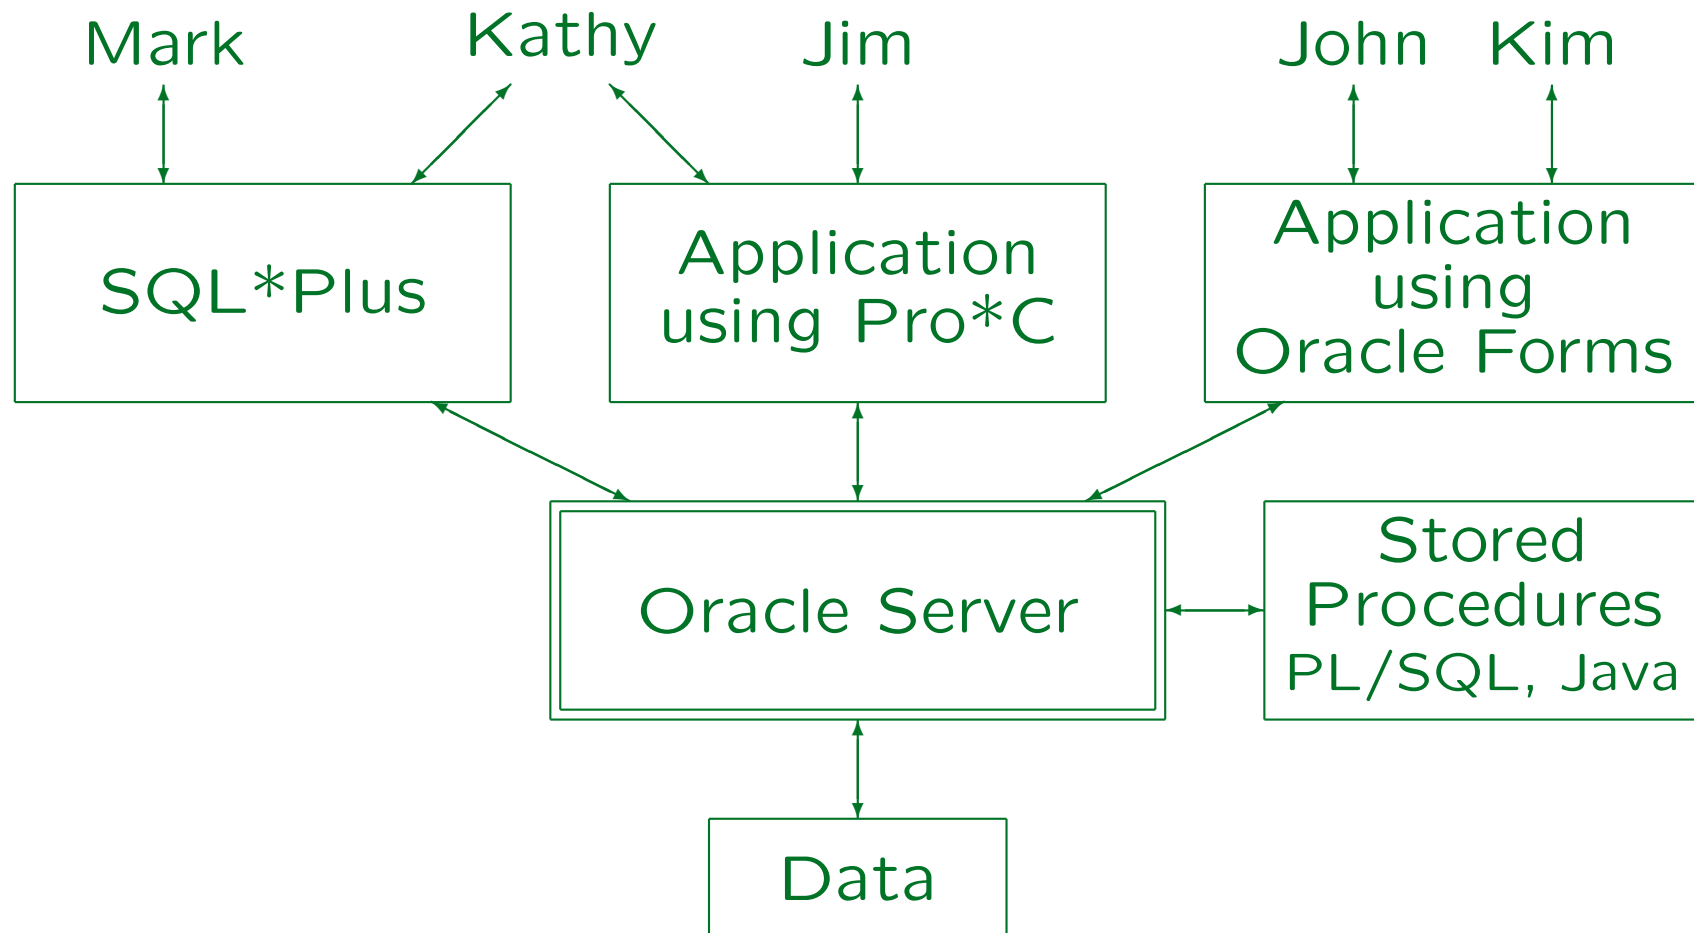 Mark
Kathy
Jim
John
Kim
SQL*Plus
Application
using Pro*C
Application
using
Oracle Forms
Oracle Server
Stored
Procedures
PL/SQL, Java
Data